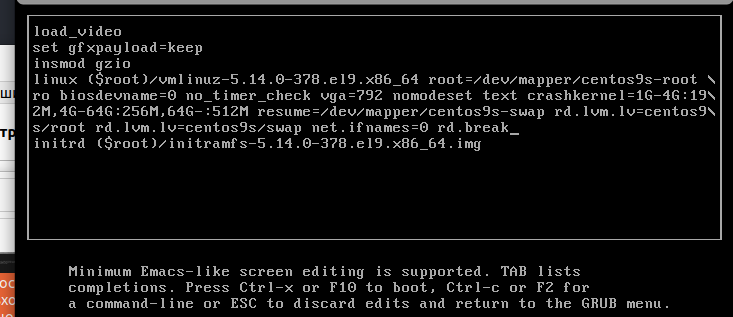 load_video
set gfxpayload=keep
insmod gzio
linux ($root)/vmlinuz-5.14.0-378.el9.x86_64 root=/dev/mapper/centos9s-root \
ro biosdevname=0 no_timer_check vga=792 nomodeset text crashkernel=1G-4G:19\
2M,4G-64G:256M,64G-:512M resume=/dev/mapper/centos9s-swap rd.lvm.lv=centos9\
s/root rd.lvm.lv=centos9s/swap net.ifnames=0 rd.break_
initrd ($root)/initramfs-5.14.0-378.el9.x86_64.img
Minimum Emacs-like screen editing is supported. TAB lists
completions. Press Ctrl-x or F10 to boot, Ctrl-c or F2 for
a command-line or ESC to discard edits and return to the GRUB menu.